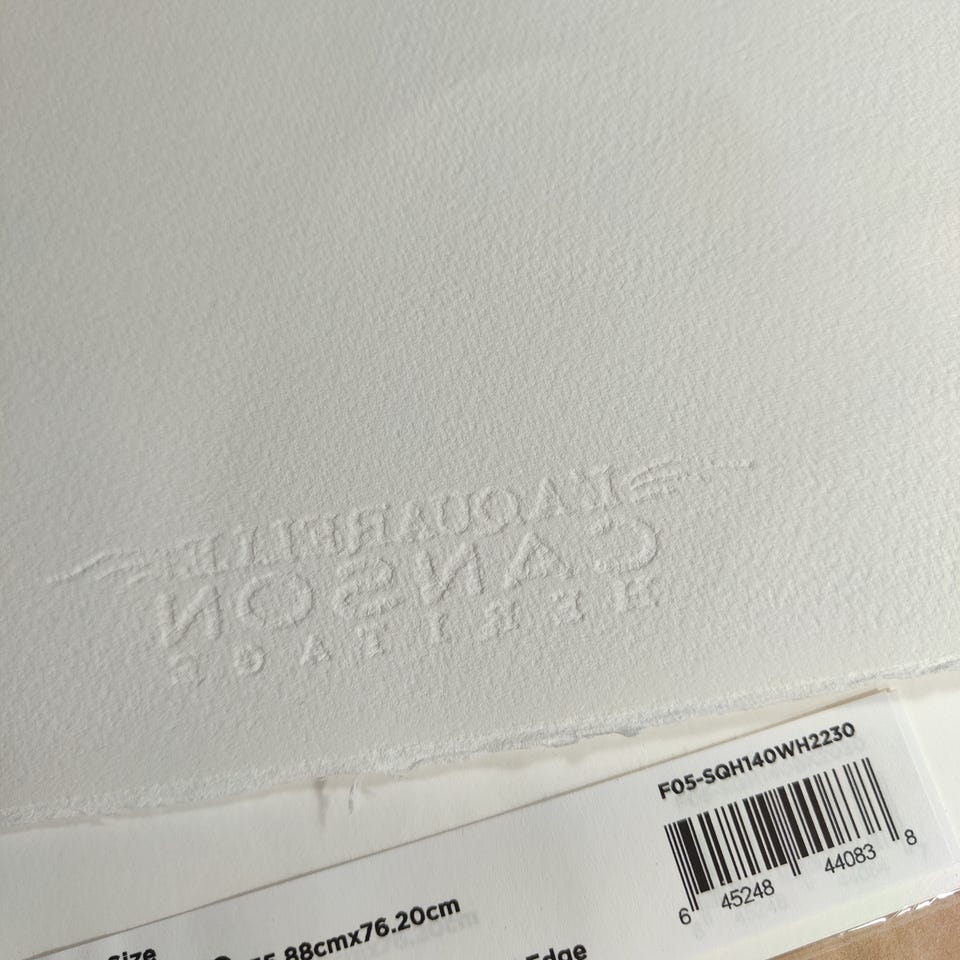 L'AQUARELLE
CANSON
HERITAGE
F05-SQH140WH2230
6 45248 44083 8
Size
.88cmx76.20cm
Edge